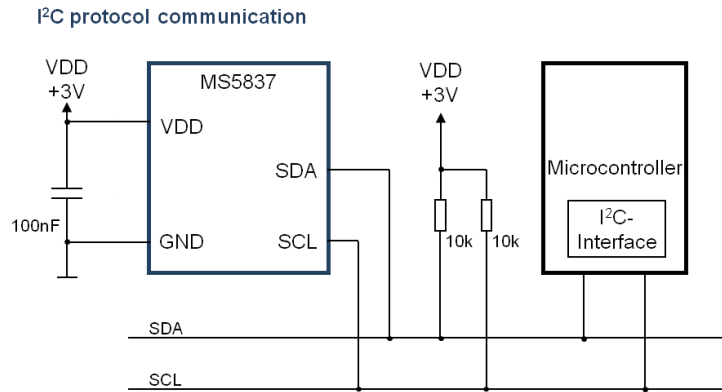 I²C protocol communication
VDD
+3V
MS5837
VDD
SDA
100nF
GND
SCL
VDD
+3V
10k
10k
Microcontroller
I²C-
Interface
SDA
SCL